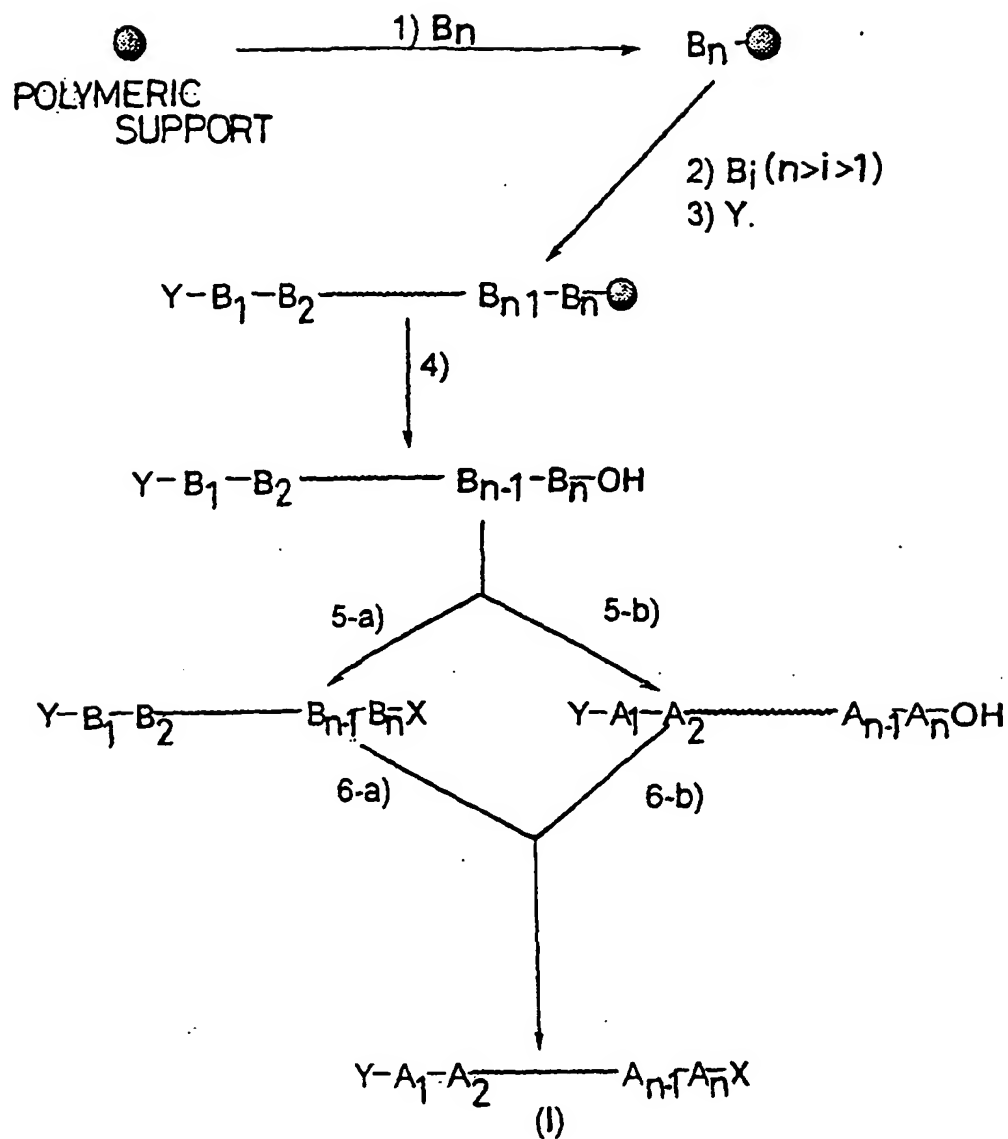 1) Bn
Bn
POLYMERIC
SUPPORT
2) Bi (n>i>1)
3) Y.
Y-B1-B2 Bn1-Bn
4)
Y-B1-B2 Bn-1-Bn-OH
5-a) 5-b)
Y-B1-B2 Bn-1-Bn-X Y-A1-A2 An-1-An-OH
6-a) 6-b)
Y-A1-A2 An-1-An-X
(I)